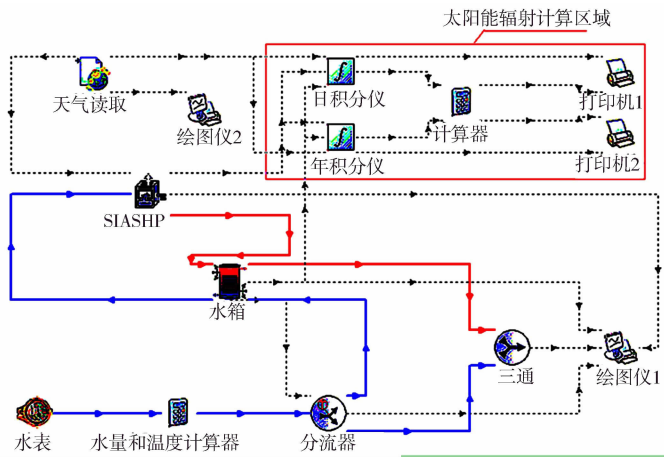 太阳能辐射计算区域
天气读取
绘图仪2
日积分仪
计算器
打印机1
年积分仪
打印机2
SIASHP
水箱
三通
绘图仪1
水表
水量和温度计算器
分流器